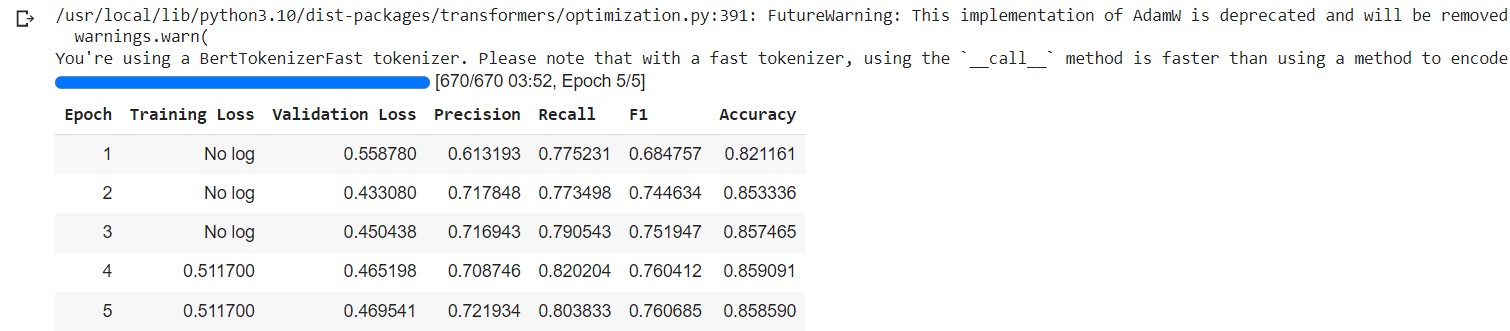 /usr/local/lib/python3.10/dist-packages/transformers/optimization.py:391: FutureWarning: This implementation of AdamW is deprecated and will be removed
warnings.warn(
You're using a BertTokenizerFast tokenizer. Please note that with a fast tokenizer, using the `__call__` method is faster than using a method to encode
[670/670 03:52, Epoch 5/5]
Epoch Training Loss Validation Loss Precision Recall F1 Accuracy
1 No log 0.558780 0.613193 0.775231 0.684757 0.821161
2 No log 0.433080 0.717848 0.773498 0.744634 0.853336
3 No log 0.450438 0.716943 0.790543 0.751947 0.857465
4 0.511700 0.465198 0.708746 0.820204 0.760412 0.859091
5 0.511700 0.469541 0.721934 0.803833 0.760685 0.858590